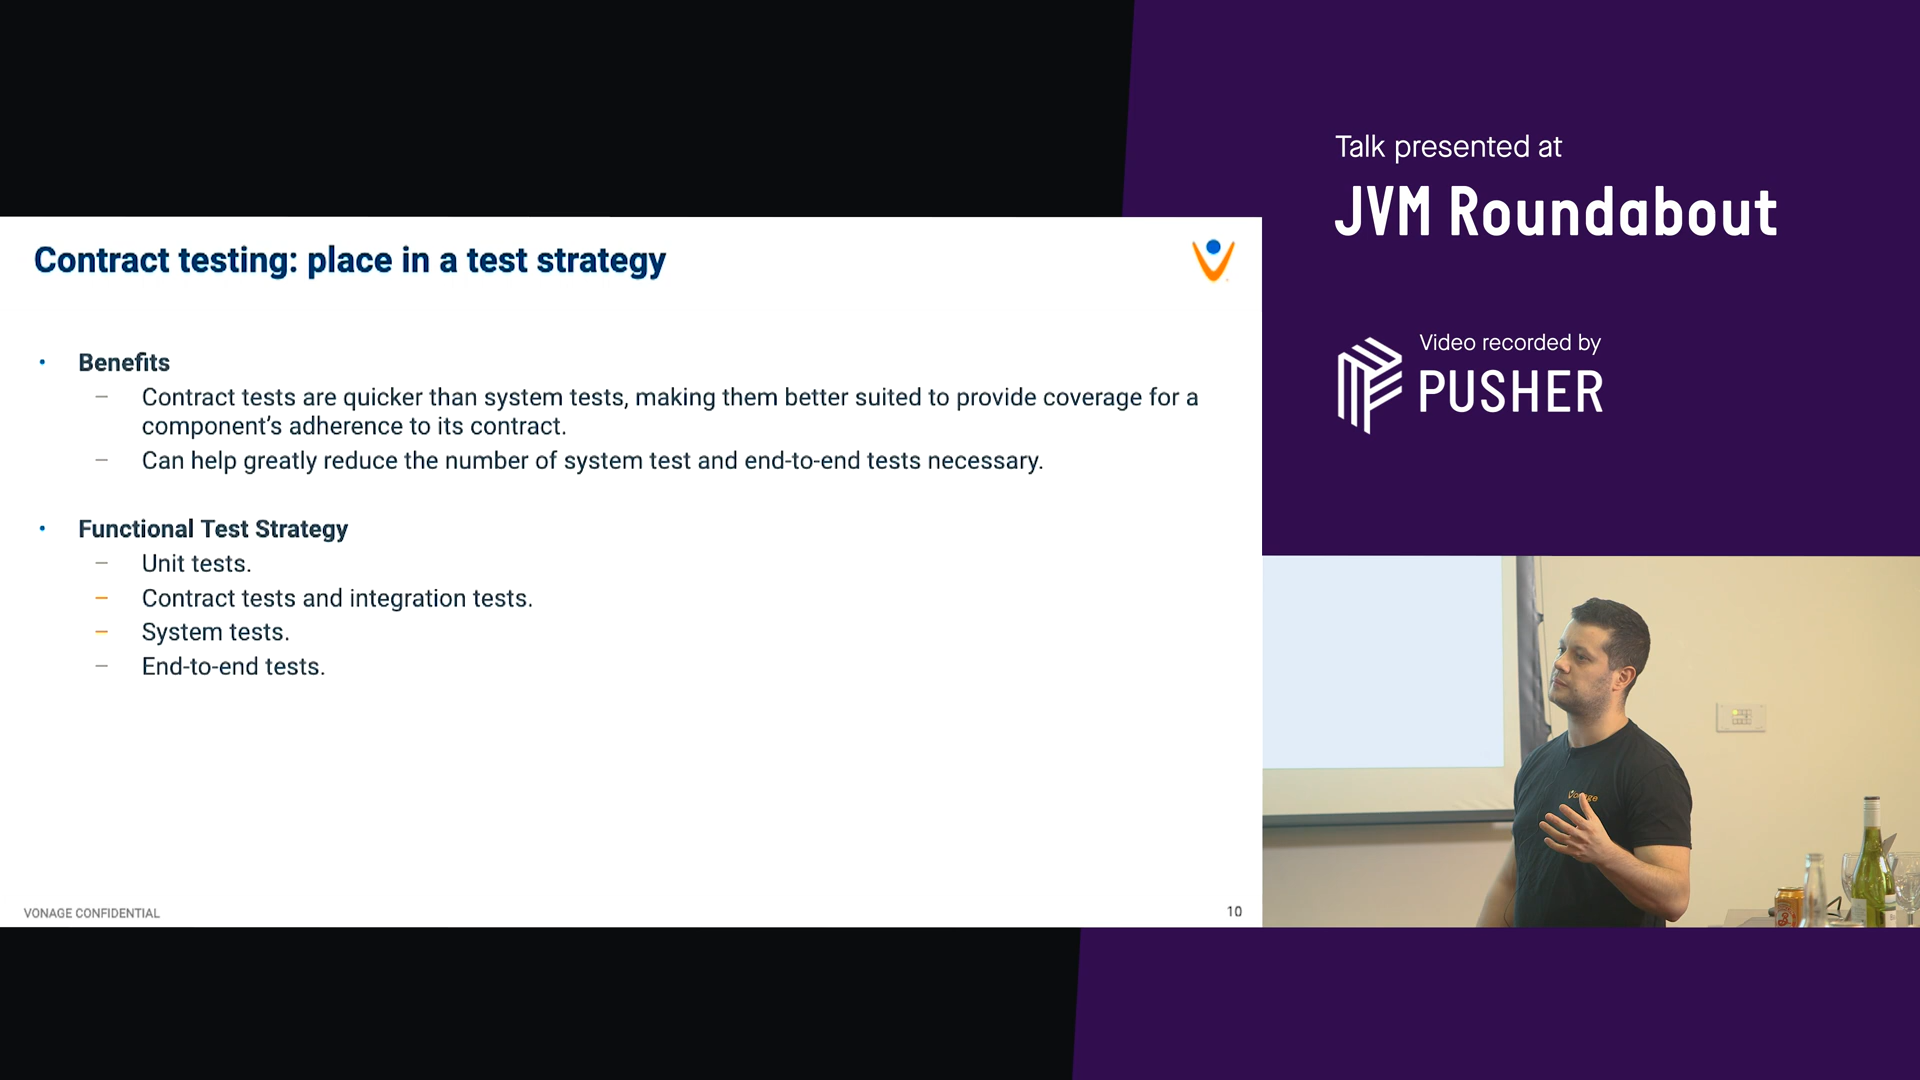 Talk presented at
JVM Roundabout
Video recorded by
PUSHER
Contract testing: place in a test strategy
• Benefits
– Contract tests are quicker than system tests, making them better suited to provide coverage for a
component’s adherence to its contract.
– Can help greatly reduce the number of system test and end-to-end tests necessary.
• Functional Test Strategy
– Unit tests.
– Contract tests and integration tests.
– System tests.
– End-to-end tests.
VONAGE CONFIDENTIAL
10
Vonage